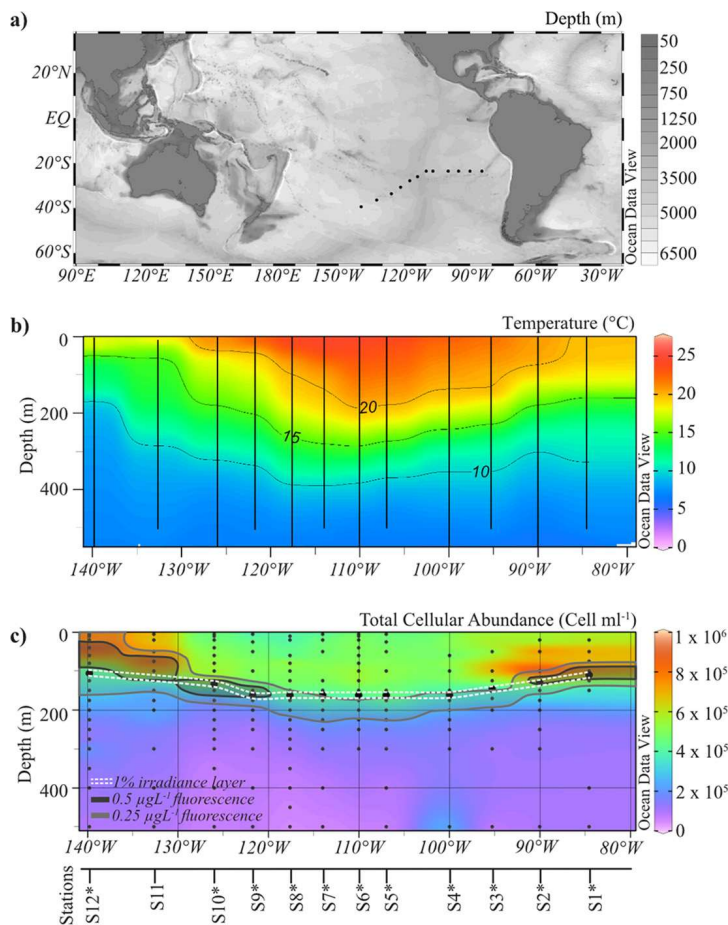 a)
Depth (m)
20°N
EQ
20°S
40°S
60°S
90°E 120°E 150°E 180°W 150°W 120°W 90°W 60°W 30°W
50
250
750
1250
2000
3500
5000
6500
Ocean Data View
b)
Temperature (°C)
Depth (m)
0
200
400
20
15
10
140°W 130°W 120°W 110°W 100°W 90°W 80°W
25
20
15
10
5
0
Ocean Data View
c)
Total Cellular Abundance (Cell ml⁻¹)
Depth (m)
0
200
400
1% irradiance layer
0.5 µgL⁻¹ fluorescence
0.25 µgL⁻¹ fluorescence
140°W 130°W 120°W 110°W 100°W 90°W 80°W
1 x 10⁶
8 x 10⁵
6 x 10⁵
4 x 10⁵
2 x 10⁵
0
Ocean Data View
Stations
S12* S11 S10* S9* S8* S7* S6* S5* S4* S3* S2* S1*